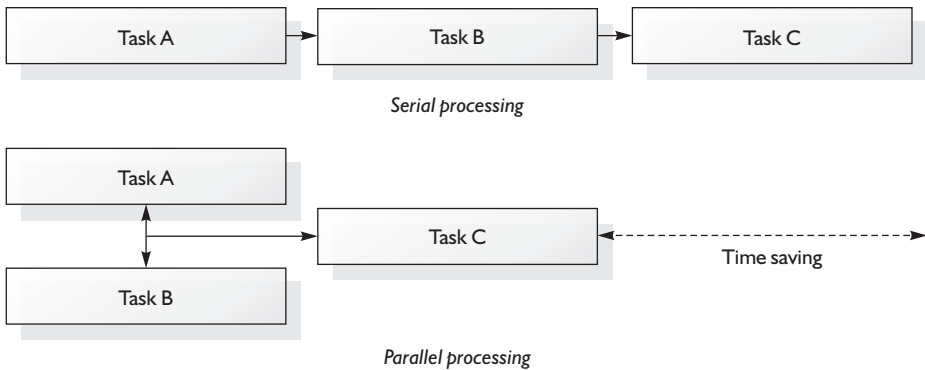 Task A
Task B
Task C
Serial processing
Task A
Task C
Time saving
Task B
Parallel processing